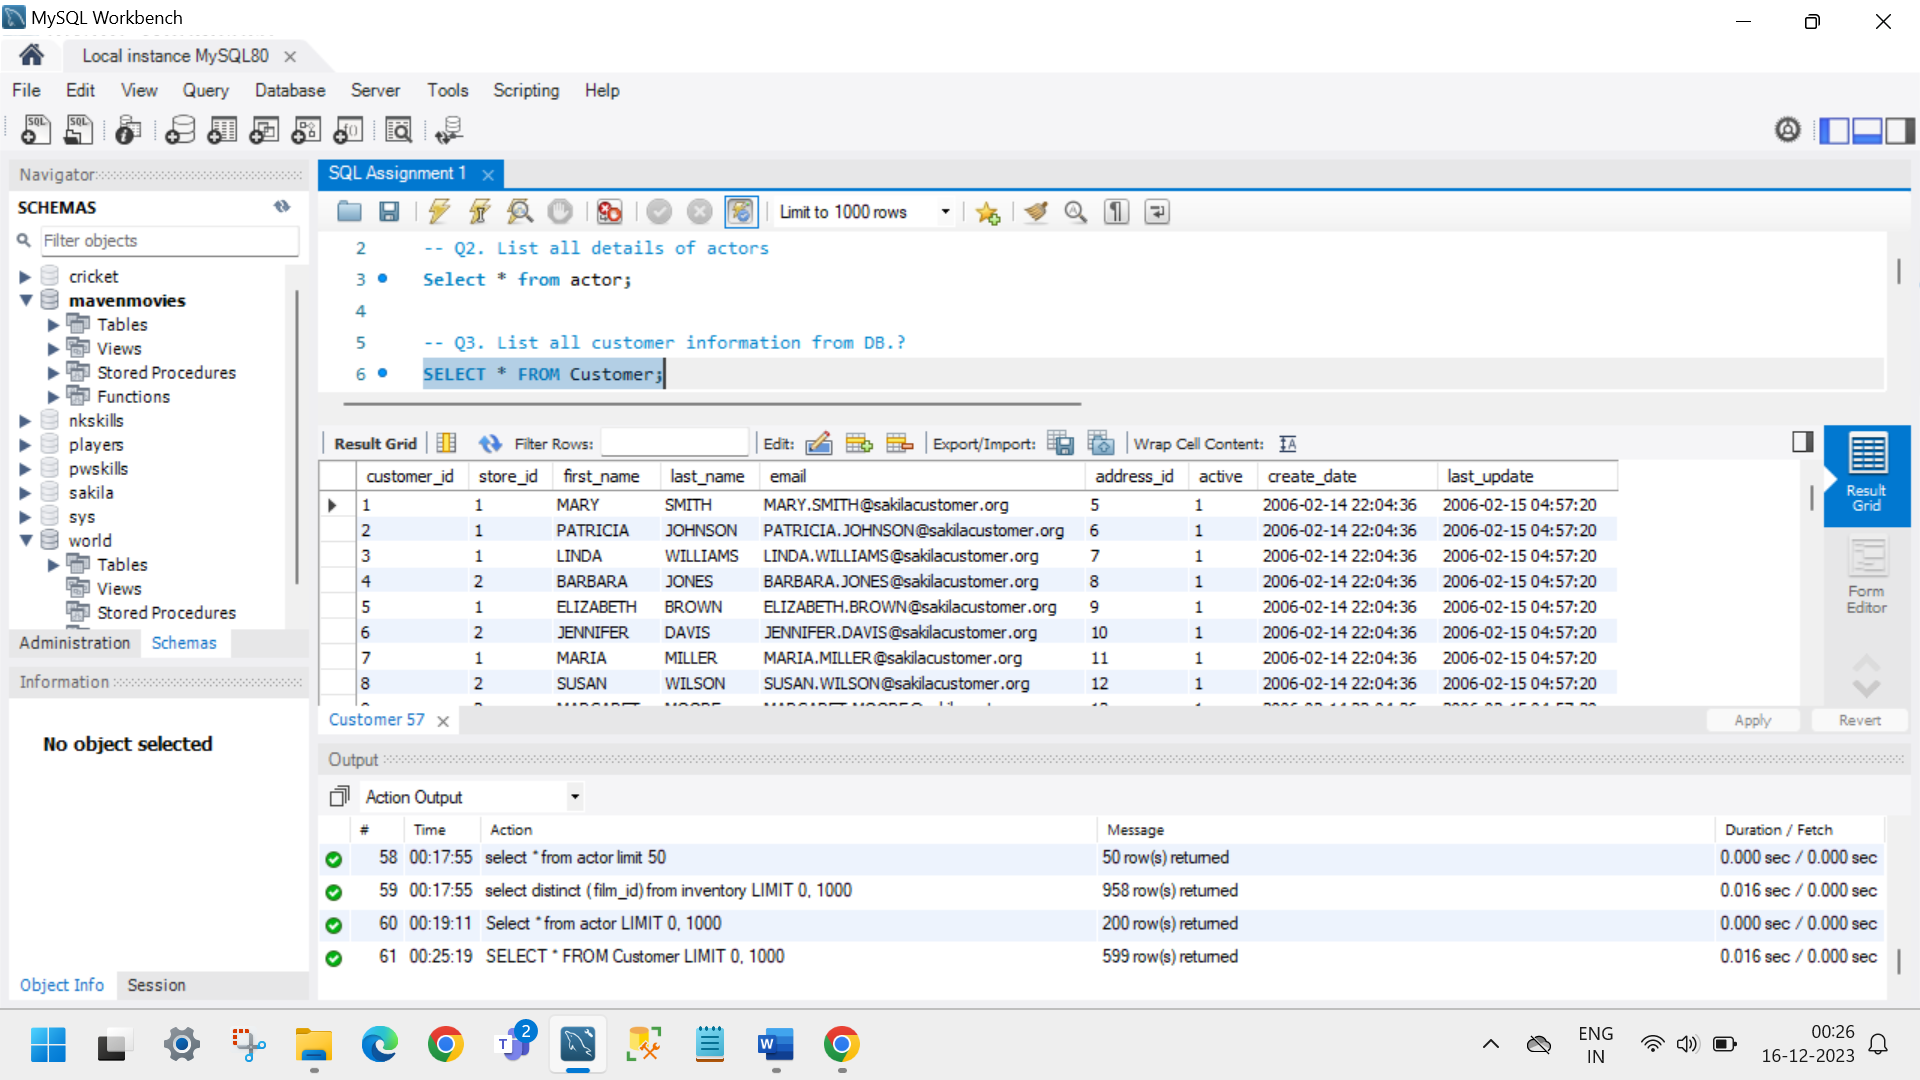 MySQL Workbench
Local instance MySQL80
File Edit View Query Database Server Tools Scripting Help
Navigator
SCHEMAS
Filter objects
cricket
mavenmovies
Tables
Views
Stored Procedures
Functions
nkskills
players
pwskills
sakila
sys
world
Tables
Views
Stored Procedures
Administration Schemas
Information
No object selected
Object Info Session
SQL Assignment 1
Limit to 1000 rows
2 -- Q2. List all details of actors
3 Select * from actor;
4
5 -- Q3. List all customer information from DB.?
6 SELECT * FROM Customer;
Result Grid Filter Rows: Edit: Export/Import: Wrap Cell Content:
customer_id store_id first_name last_name email address_id active create_date last_update
1 1 MARY SMITH MARY.SMITH@sakilacustomer.org 5 1 2006-02-14 22:04:36 2006-02-15 04:57:20
2 1 PATRICIA JOHNSON PATRICIA.JOHNSON@sakilacustomer.org 6 1 2006-02-14 22:04:36 2006-02-15 04:57:20
3 1 LINDA WILLIAMS LINDA.WILLIAMS@sakilacustomer.org 7 1 2006-02-14 22:04:36 2006-02-15 04:57:20
4 2 BARBARA JONES BARBARA.JONES@sakilacustomer.org 8 1 2006-02-14 22:04:36 2006-02-15 04:57:20
5 1 ELIZABETH BROWN ELIZABETH.BROWN@sakilacustomer.org 9 1 2006-02-14 22:04:36 2006-02-15 04:57:20
6 2 JENNIFER DAVIS JENNIFER.DAVIS@sakilacustomer.org 10 1 2006-02-14 22:04:36 2006-02-15 04:57:20
7 1 MARIA MILLER MARIA.MILLER@sakilacustomer.org 11 1 2006-02-14 22:04:36 2006-02-15 04:57:20
8 2 SUSAN WILSON SUSAN.WILSON@sakilacustomer.org 12 1 2006-02-14 22:04:36 2006-02-15 04:57:20
Result
Grid
Form
Editor
Customer 57
Apply Revert
Output
Action Output
# Time Action Message Duration / Fetch
58 00:17:55 select * from actor limit 50 50 row(s) returned 0.000 sec / 0.000 sec
59 00:17:55 select distinct (film_id) from inventory LIMIT 0, 1000 958 row(s) returned 0.016 sec / 0.000 sec
60 00:19:11 Select * from actor LIMIT 0, 1000 200 row(s) returned 0.000 sec / 0.000 sec
61 00:25:19 SELECT * FROM Customer LIMIT 0, 1000 599 row(s) returned 0.016 sec / 0.000 sec
2
ENG
IN
00:26
16-12-2023